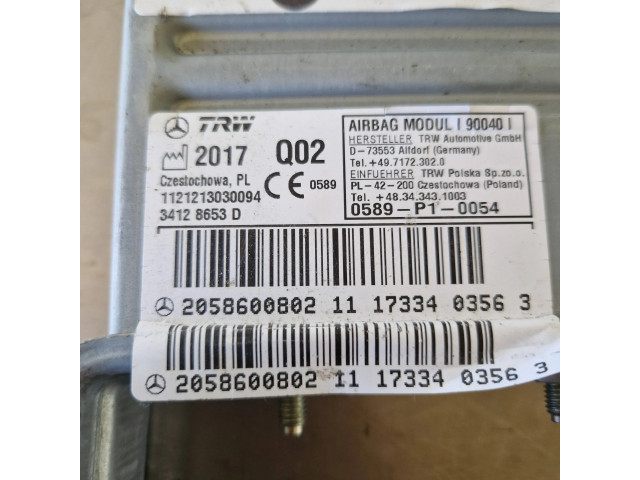 TRW
2017 Q02
Czestochowa, PL
1121213030094
34128653 D
CE 0589
AIRBAG MODUL | 90040 |
HERSTELLER TRW Automotive GmbH
D-73553 Alfdorf (Germany)
Tel.+49.7172.302.0
EINFUEHRER TRW Polska Sp.zo.o.
PL-42-200 Czestochowa (Poland)
Tel.+48.34.343.1003
0589-P1-0054
2058600802 11 17334 0356 3
2058600802 11 17334 0356 3